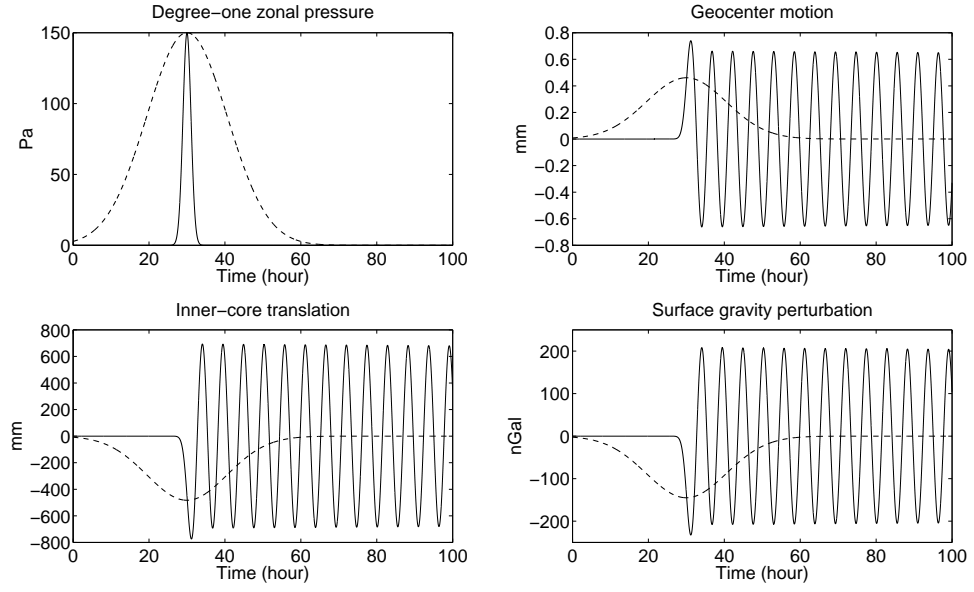 Degree−one zonal pressure
150
100
50
0
Pa
0 20 40 60 80 100
Time (hour)
Geocenter motion
0.8
0.6
0.4
0.2
0
−0.2
−0.4
−0.6
−0.8
mm
0 20 40 60 80 100
Time (hour)
Inner−core translation
800
600
400
200
0
−200
−400
−600
−800
mm
0 20 40 60 80 100
Time (hour)
Surface gravity perturbation
200
100
0
−100
−200
nGal
0 20 40 60 80 100
Time (hour)